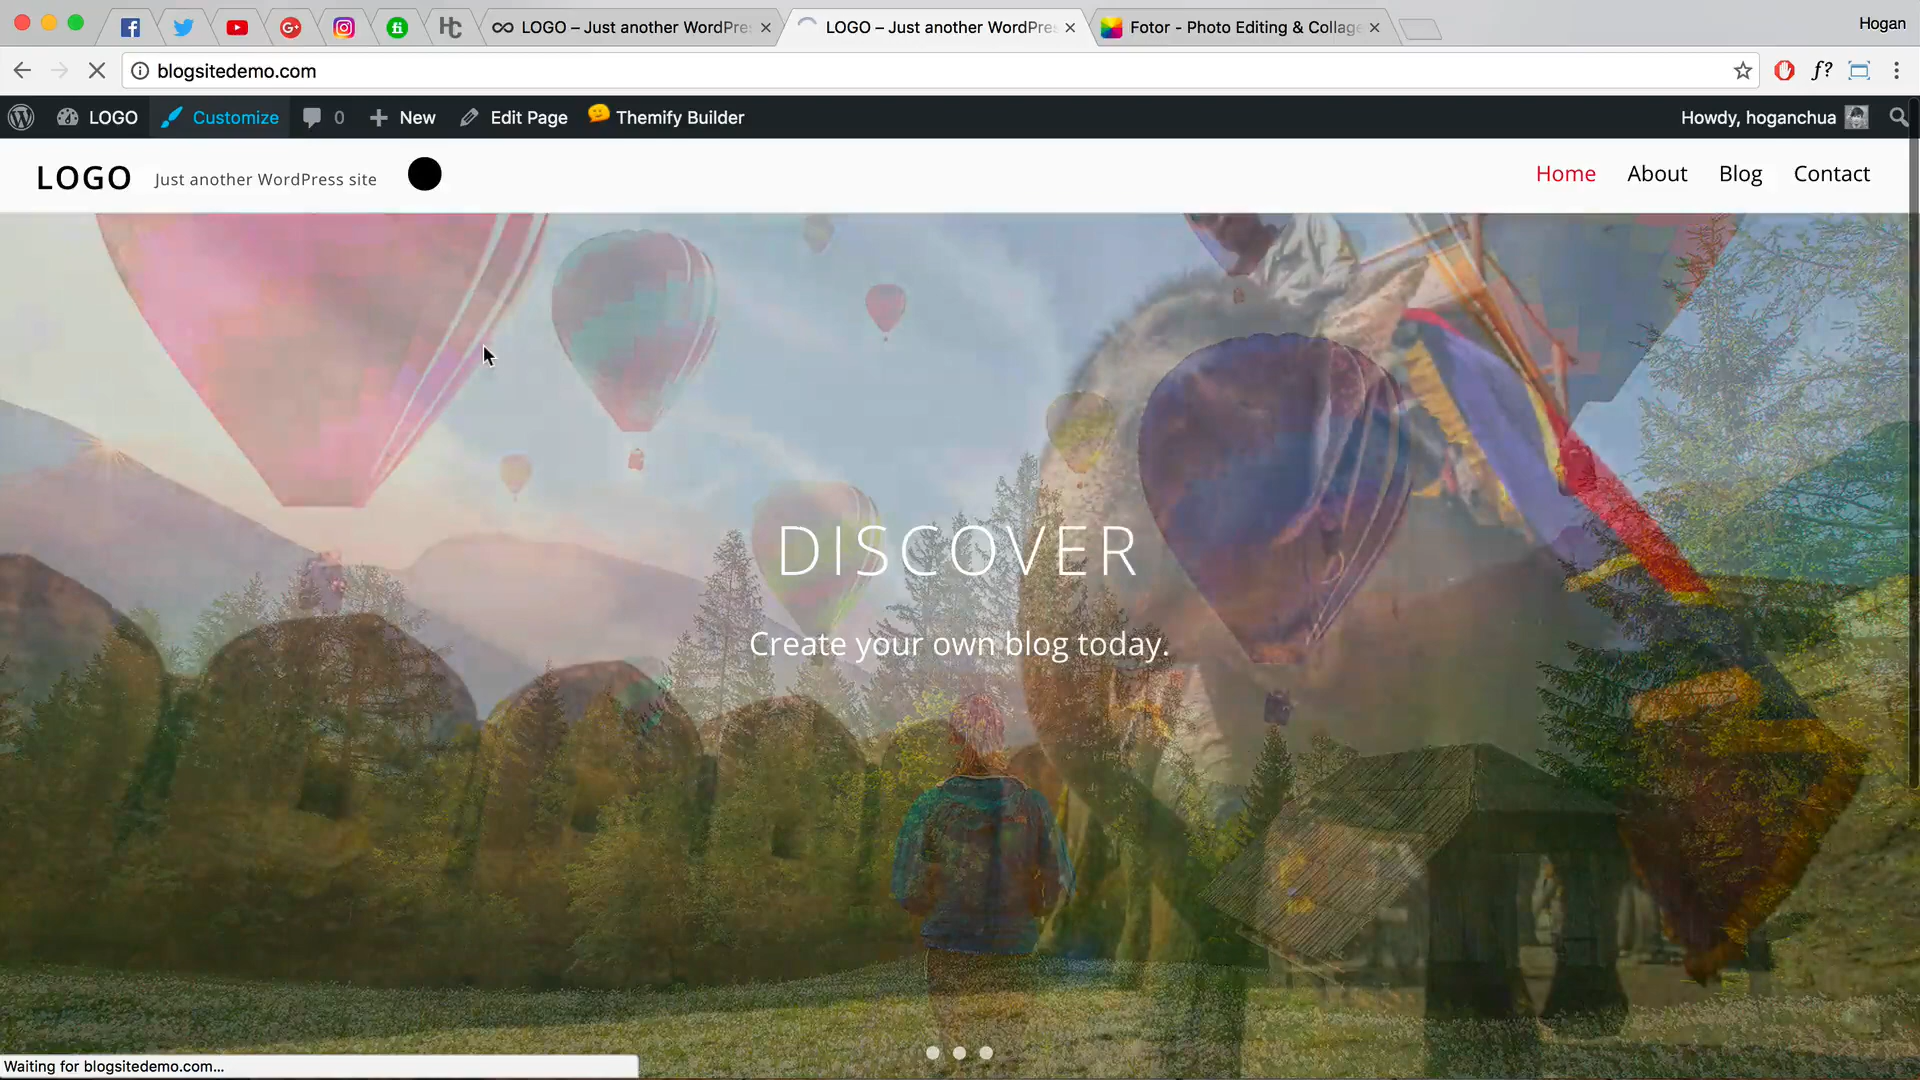 LOGO – Just another WordPre
LOGO – Just another WordPres
Fotor - Photo Editing & Collage
Hogan
blogsitedemo.com
f?
LOGO
Customize
0
New
Edit Page
Themify Builder
Howdy, hoganchua
LOGO
Just another WordPress site
Home
About
Blog
Contact
DISCOVER
Create your own blog today.
Waiting for blogsitedemo.com...